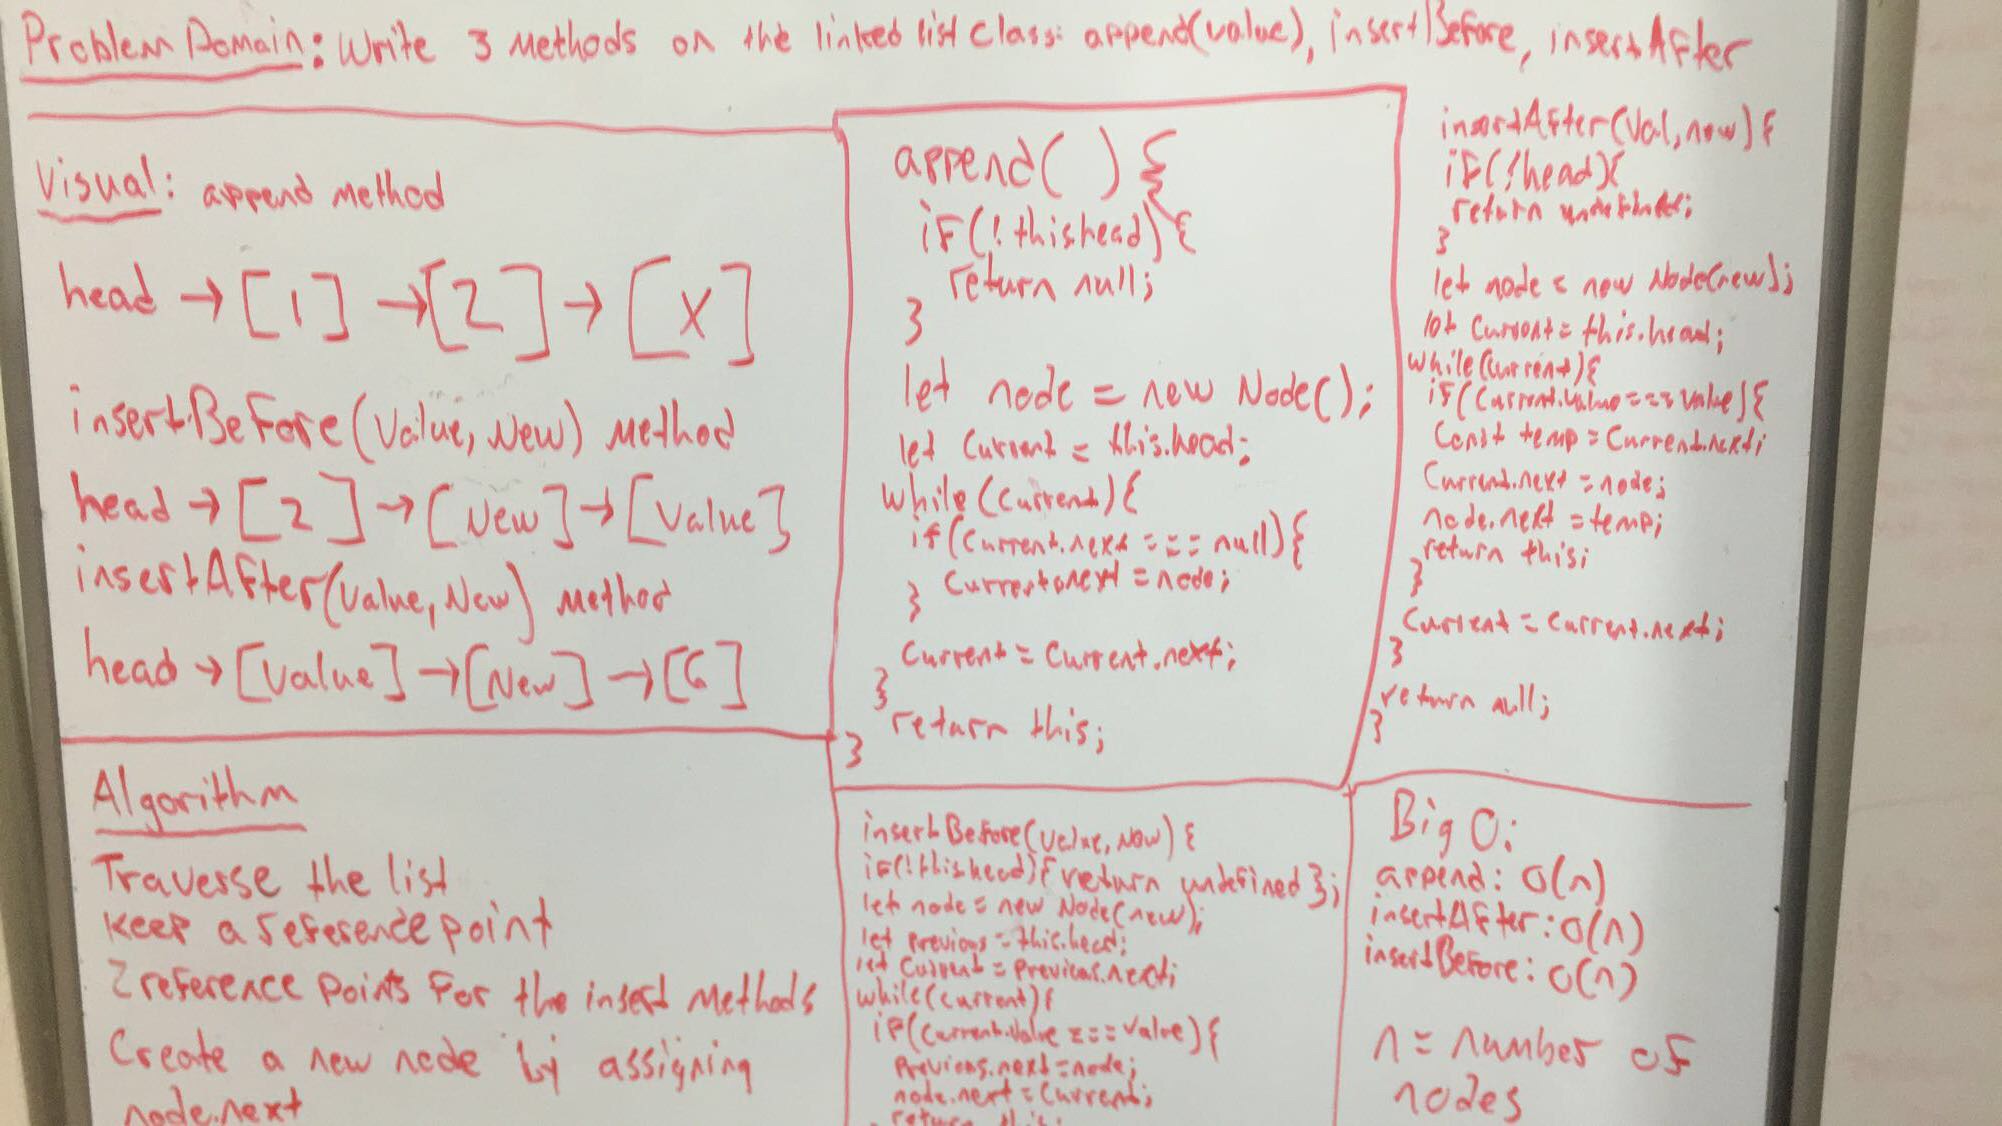 Problem Domain: Write 3 Methods on the linked list Class: append(value), insertBefore, insertAfter
Visual: append method
head → [1] → [2] → [X]
insertBefore(Value, New) Method
head → [2] → [New] → [Value]
insertAfter(Value, New) Method
head → [Value] → [New] → [6]
Algorithm
Traverse the list
Keep a reference point
2 reference points for the insert methods
Create a new node by assigning
node.next
append( ) {
if(!thishead){
return null;
}
let node = new Node();
let Current = this.head;
while(Current){
if(Current.next === null){
Current.next = node;
}
Current = Current.next;
}
return this;
}
insertBefore(Value, New) {
if(!thishead){ return undefined };
let node = new Node(new);
let previous = this.head;
let Current = Previous.next;
while(current){
if(Current.Value === Value){
Previous.next = node;
node.next = Current;
return this;
insertAfter(Val, new) {
if(!head){
return undefined;
}
let node = new Node(new);
let Current = this.head;
while(Current){
if(Current.Value === value){
Const temp = Current.next;
Current.next = node;
node.next = temp;
return this;
}
Current = Current.next;
}
return null;
}
Big O:
append: O(n)
insertAfter: O(n)
insertBefore: O(n)
n = number of
nodes